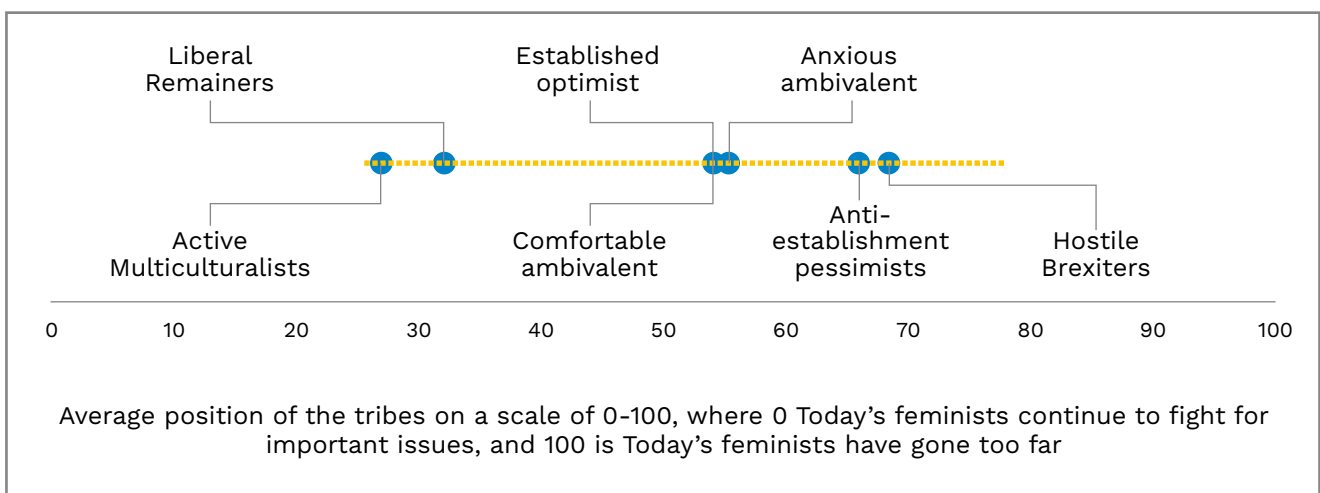 Liberal
Remainers
Established
optimist
Anxious
ambivalent
Active
Multiculturalists
Comfortable
ambivalent
Anti-
establishment
pessimists
Hostile
Brexiters
0 10 20 30 40 50 60 70 80 90 100
Average position of the tribes on a scale of 0-100, where 0 Today’s feminists continue to fight for
important issues, and 100 is Today’s feminists have gone too far